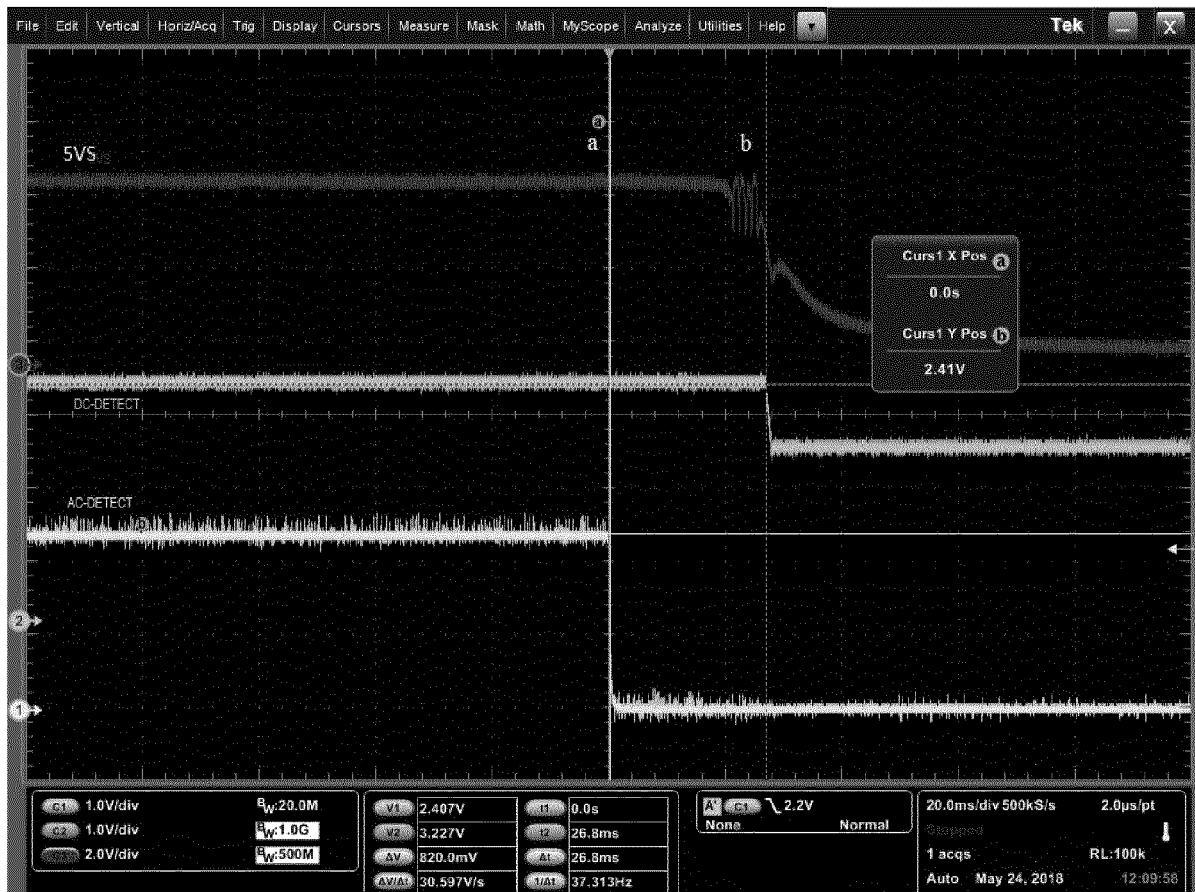 File Edit Vertical Horiz/Acq Trig Display Cursors Measure Mask Math MyScope Analyze Utilities Help Tek X
a
a b
5VS
Curs1 X Pos a
0.0s
Curs1 Y Pos b
2.41V
DC-DETECT
AC-DETECT
2
1
C1 1.0V/div BW:20.0M
C2 1.0V/div BW:1.0G
2.0V/div BW:500M
V1 2.407V t1 0.0s
V2 3.227V t2 26.8ms
ΔV 820.0mV Δt 26.8ms
ΔV/Δt 30.597V/s 1/Δt 37.313Hz
A' C1 2.2V
None Normal
20.0ms/div 500kS/s 2.0μs/pt
Stopped
1 acqs RL:100k
Auto May 24, 2018 12:09:58